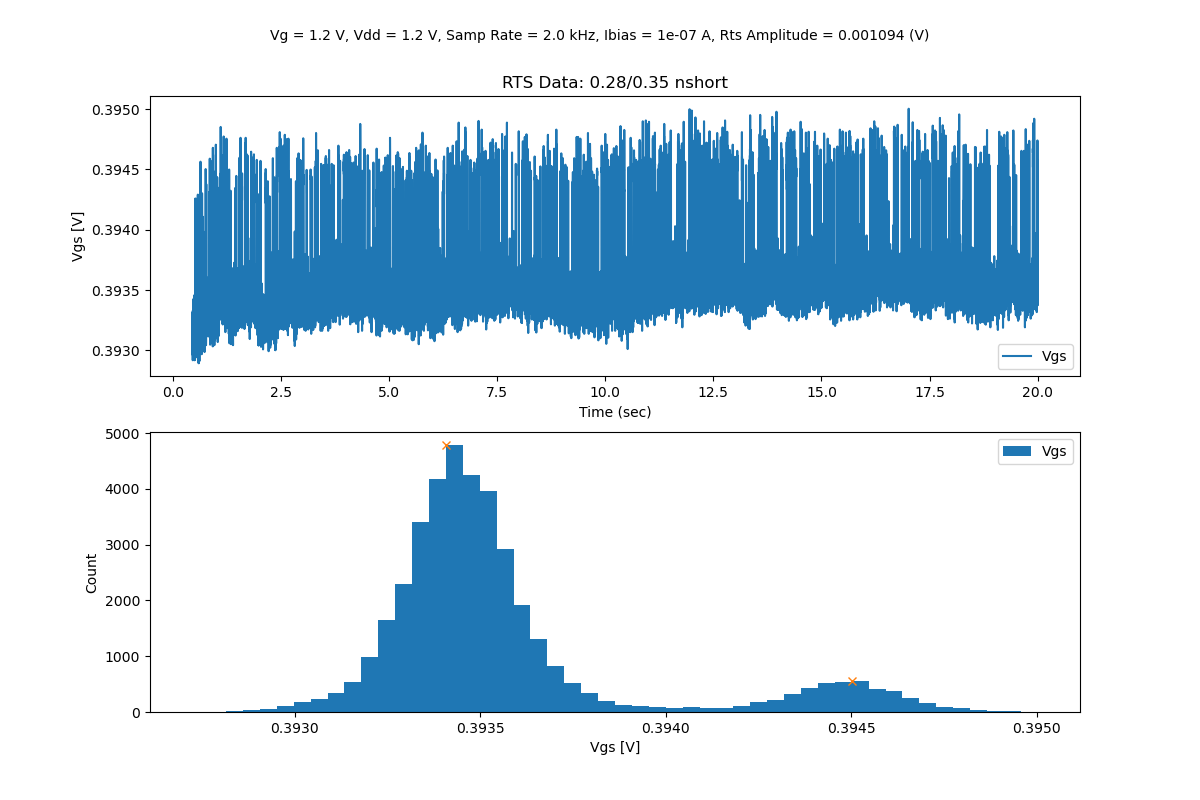 Vg = 1.2 V, Vdd = 1.2 V, Samp Rate = 2.0 kHz, Ibias = 1e-07 A, Rts Amplitude = 0.001094 (V)
RTS Data: 0.28/0.35 nshort
0.3950
0.3945
0.3940
0.3935
0.3930
Vgs [V]
Vgs
0.0 2.5 5.0 7.5 10.0 12.5 15.0 17.5 20.0
Time (sec)
5000
4000
3000
2000
1000
0
Count
Vgs
0.3930 0.3935 0.3940 0.3945 0.3950
Vgs [V]